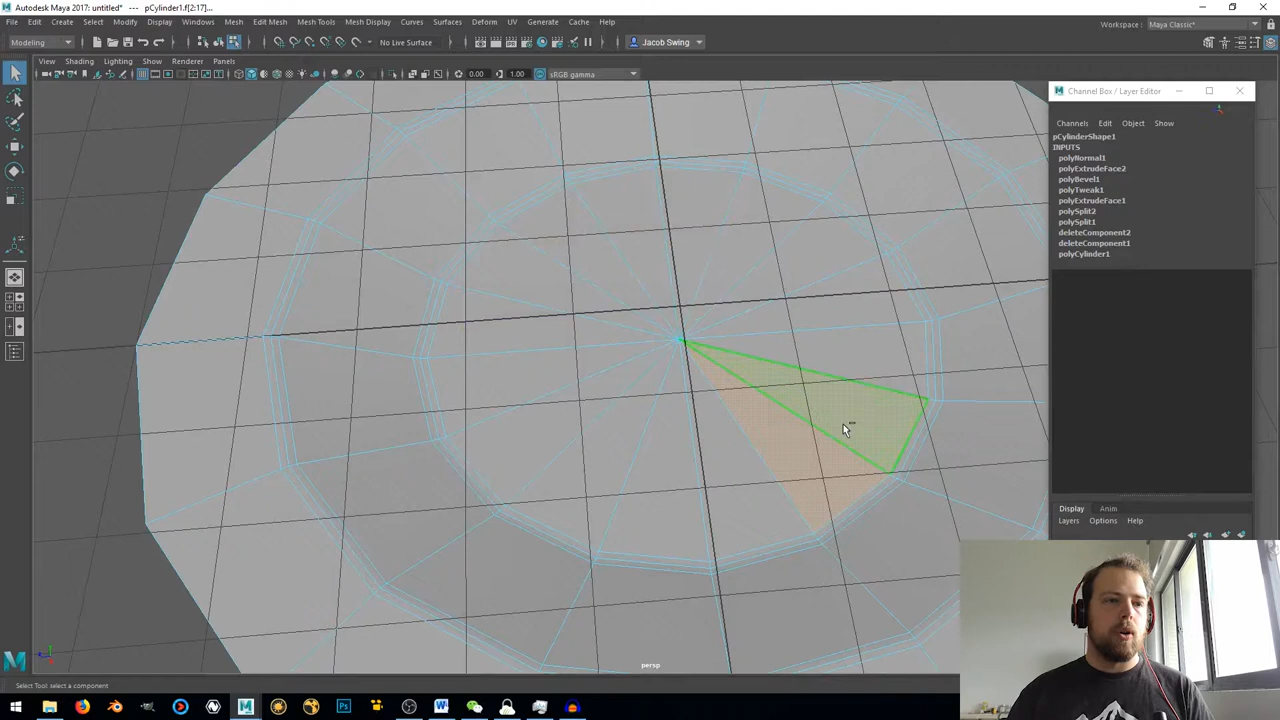 Autodesk Maya 2017: untitled*   ---   pCylinder1.f[2:17]...
File Edit Create Select Modify Display Windows Mesh Edit Mesh Mesh Tools Mesh Display Curves Surfaces Deform UV Generate Cache Help
Workspace: Maya Classic*
Modeling No Live Surface Jacob Swing
View Shading Lighting Show Renderer Panels
0.00 1.00 sRGB gamma
Channel Box / Layer Editor
Channels Edit Object Show
pCylinderShape1
INPUTS
polyNormal1
polyExtrudeFace2
polyBevel1
polyTweak1
polyExtrudeFace1
polySplit2
polySplit1
deleteComponent2
deleteComponent1
polyCylinder1
Display Anim
Layers Options Help
persp
Select Tool: select a component